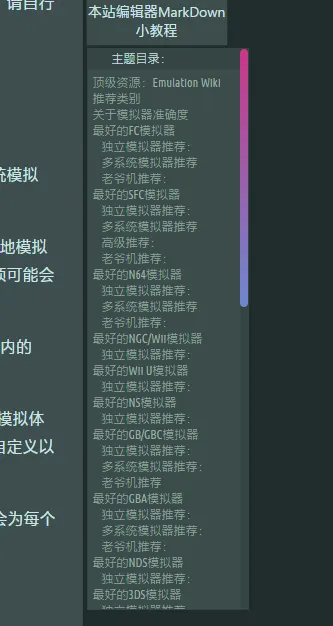 请自行
模拟
地模拟
可能会
内的
模拟体
自定义以
会为每个
本站编辑器MarkDown
小教程
主题目录：
顶级资源：Emulation Wiki
推荐类别
关于模拟器准确度
最好的FC模拟器
独立模拟器推荐：
多系统模拟器推荐
老爷机推荐：
最好的SFC模拟器
独立模拟器推荐：
多系统模拟器推荐
高级推荐：
老爷机推荐：
最好的N64模拟器
独立模拟器推荐：
多系统模拟器推荐
老爷机推荐：
最好的NGC/Wii模拟器
独立模拟器推荐：
最好的Wii U模拟器
独立模拟器推荐：
最好的NS模拟器
独立模拟器推荐：
最好的GB/GBC模拟器
独立模拟器推荐：
多系统模拟器推荐：
老爷机推荐
最好的GBA模拟器
独立模拟器推荐：
多系统模拟器推荐：
老爷机推荐：
最好的NDS模拟器
独立模拟器推荐：
最好的3DS模拟器
独立模拟器推荐